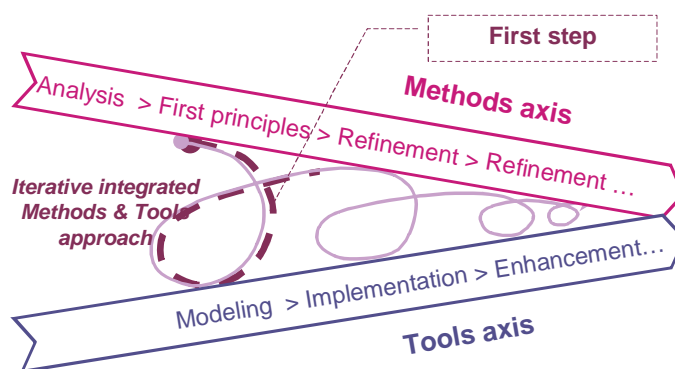 First step
Methods axis
Analysis > First principles > Refinement > Refinement …
Iterative integrated
Methods & Tools
approach
Modeling > Implementation > Enhancement…
Tools axis